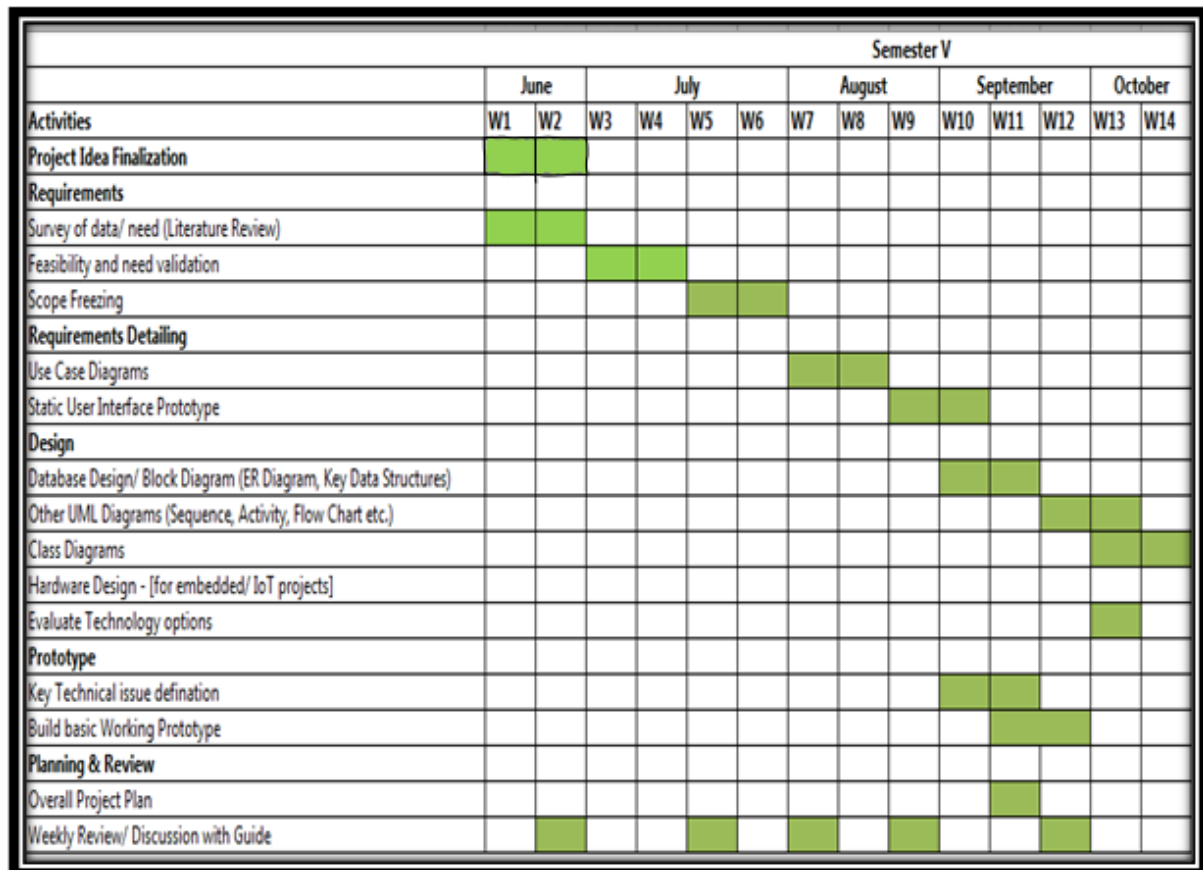 Semester V
June July August September October
Activities W1 W2 W3 W4 W5 W6 W7 W8 W9 W10 W11 W12 W13 W14
Project Idea Finalization
Requirements
Survey of data/ need (Literature Review)
Feasibility and need validation
Scope Freezing
Requirements Detailing
Use Case Diagrams
Static User Interface Prototype
Design
Database Design/ Block Diagram (ER Diagram, Key Data Structures)
Other UML Diagrams (Sequence, Activity, Flow Chart etc.)
Class Diagrams
Hardware Design - [for embedded/ IoT projects]
Evaluate Technology options
Prototype
Key Technical issue defination
Build basic Working Prototype
Planning & Review
Overall Project Plan
Weekly Review/ Discussion with Guide